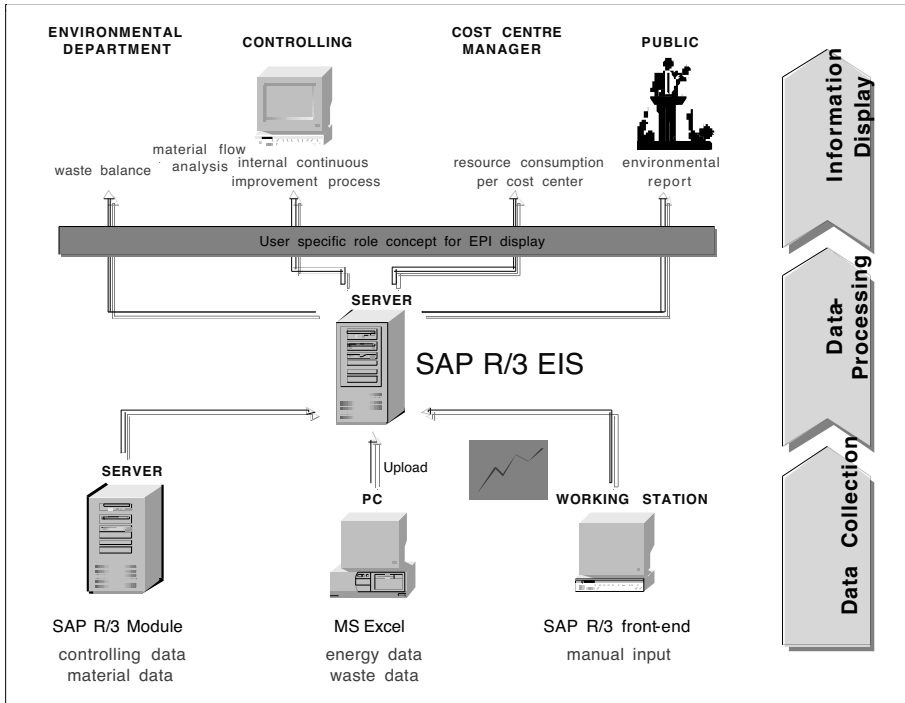 ENVIRONMENTAL
DEPARTMENT
CONTROLLING
COST CENTRE
MANAGER
PUBLIC
waste balance
material flow
analysis
internal continuous
improvement process
resource consumption
per cost center
environmental
report
User specific role concept for EPI display
SERVER
SAP R/3 EIS
Upload
SERVER
PC
WORKING STATION
SAP R/3 Module
controlling data
material data
MS Excel
energy data
waste data
SAP R/3 front-end
manual input
Information
Display
Data-
Processing
Data Collection